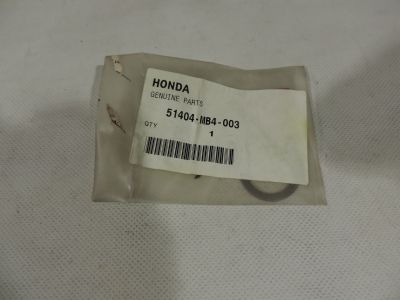 HONDA
GENUINE PARTS
51404-MB4-003
QTY
1